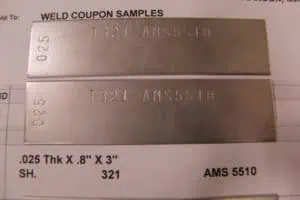 WELD COUPON SAMPLES
.025 T321 AMS5510
.025 T321 AMS5510
.025 Thk X .8" X 3"
SH. 321 AMS 5510